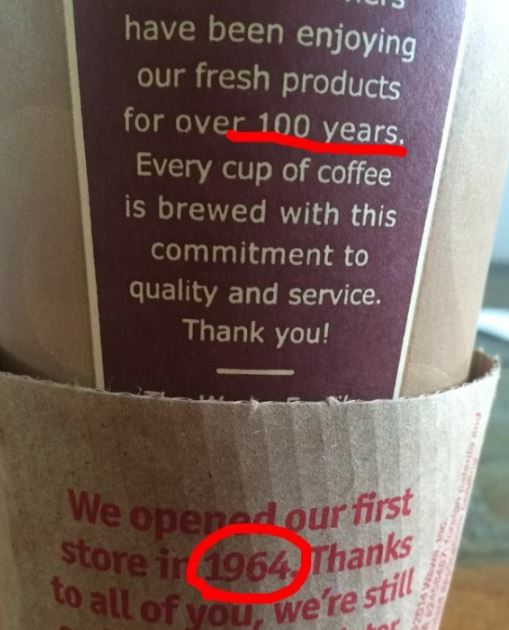 have been enjoying
our fresh products
for over 100 years.
Every cup of coffee
is brewed with this
commitment to
quality and service.
Thank you!
We opened our first
store in 1964. Thanks
to all of you, we're still